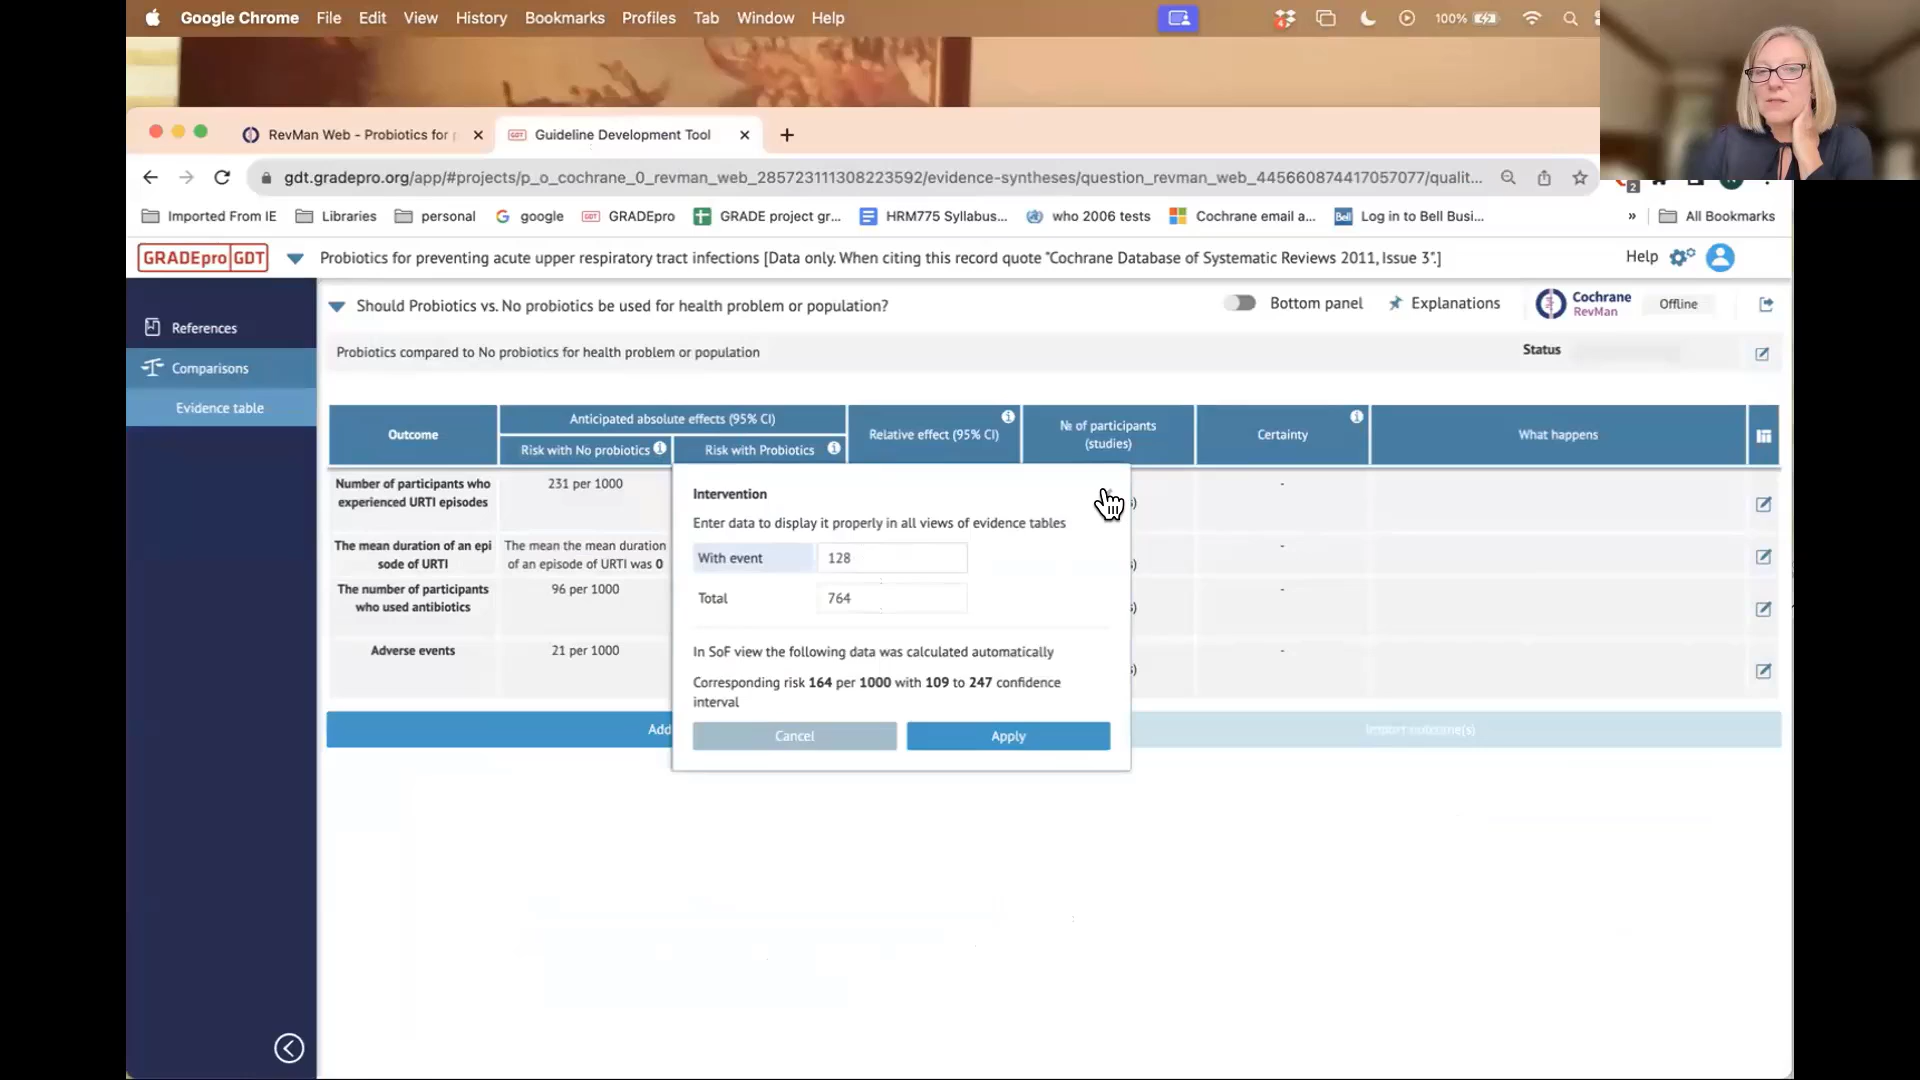 Google Chrome File Edit View History Bookmarks Profiles Tab Window Help
4
100%
RevMan Web - Probiotics for
Guideline Development Tool
gdt.gradepro.org/app/#projects/p_o_cochrane_0_revman_web_285723111308223592/evidence-syntheses/question_revman_web_445660874417057077/qualit...
2
Imported From IE
Libraries
personal
google
GRADEpro
GRADE project gr...
HRM775 Syllabus...
who 2006 tests
Cochrane email a...
Log in to Bell Busi...
»
All Bookmarks
GRADEpro GDT
Probiotics for preventing acute upper respiratory tract infections [Data only. When citing this record quote "Cochrane Database of Systematic Reviews 2011, Issue 3".]
Help
References
Comparisons
Evidence table
Should Probiotics vs. No probiotics be used for health problem or population?
Bottom panel
Explanations
Cochrane
RevMan
Offline
Probiotics compared to No probiotics for health problem or population
Status
Outcome
Anticipated absolute effects (95% CI)
Risk with No probiotics
Risk with Probiotics
Relative effect (95% CI)
№ of participants
(studies)
Certainty
What happens
Number of participants who
experienced URTI episodes
231 per 1000
-
The mean duration of an epi
sode of URTI
The mean the mean duration
of an episode of URTI was 0
-
The number of participants
who used antibiotics
96 per 1000
-
Adverse events
21 per 1000
-
Intervention
Enter data to display it properly in all views of evidence tables
With event
128
Total
764
In SoF view the following data was calculated automatically
Corresponding risk 164 per 1000 with 109 to 247 confidence
interval
Cancel
Apply
Add
Import outcome(s)